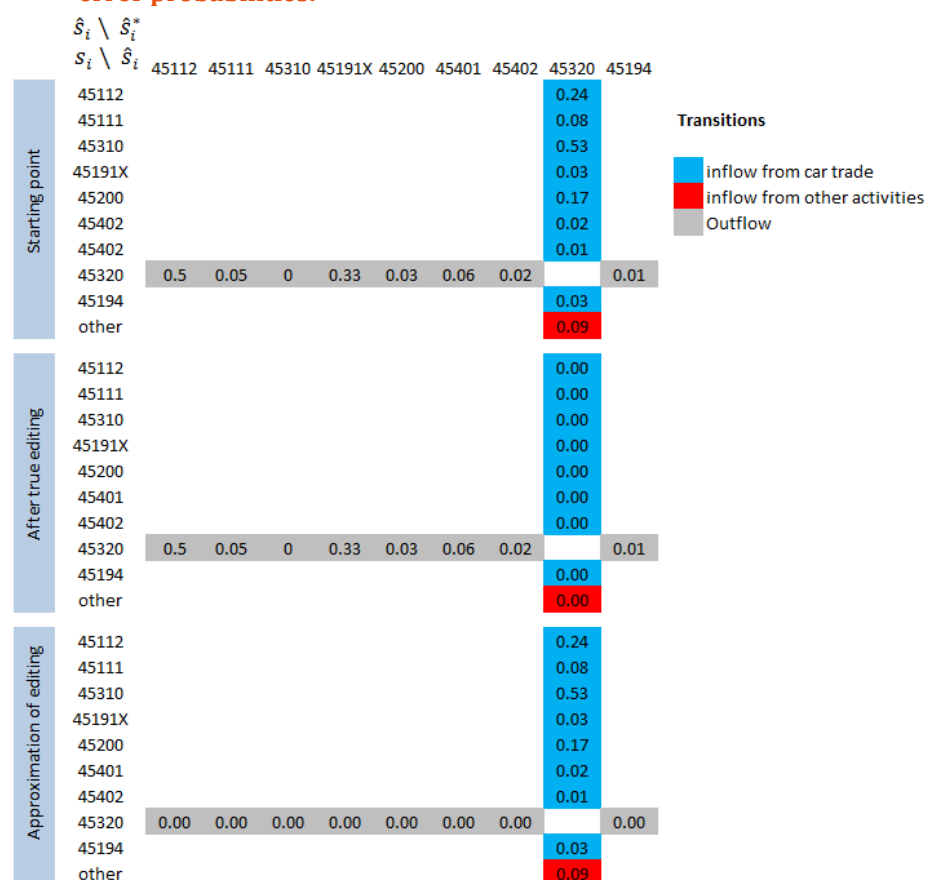 error probabilities.
ŝᵢ \ ŝᵢ*
sᵢ \ ŝᵢ 45112 45111 45310 45191X 45200 45401 45402 45320 45194
Starting point
45112 0.24
45111 0.08
45310 0.53
45191X 0.03
45200 0.17
45402 0.02
45402 0.01
45320 0.5 0.05 0 0.33 0.03 0.06 0.02 0.01
45194 0.03
other 0.09
Transitions
inflow from car trade
inflow from other activities
Outflow
After true editing
45112 0.00
45111 0.00
45310 0.00
45191X 0.00
45200 0.00
45401 0.00
45402 0.00
45320 0.5 0.05 0 0.33 0.03 0.06 0.02 0.01
45194 0.00
other 0.00
Approximation of editing
45112 0.24
45111 0.08
45310 0.53
45191X 0.03
45200 0.17
45401 0.02
45402 0.01
45320 0.00 0.00 0.00 0.00 0.00 0.00 0.00 0.00
45194 0.03
other 0.09